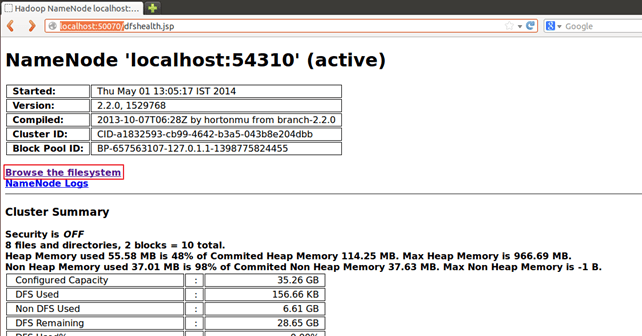 Hadoop NameNode localhost:...
localhost:50070/dfshealth.jsp
Google
NameNode 'localhost:54310' (active)
Started: Thu May 01 13:05:17 IST 2014
Version: 2.2.0, 1529768
Compiled: 2013-10-07T06:28Z by hortonmu from branch-2.2.0
Cluster ID: CID-a1832593-cb99-4642-b3a5-043b8e204dbb
Block Pool ID: BP-657563107-127.0.1.1-1398775824455
Browse the filesystem
NameNode Logs
Cluster Summary
Security is OFF
8 files and directories, 2 blocks = 10 total.
Heap Memory used 55.58 MB is 48% of Commited Heap Memory 114.25 MB. Max Heap Memory is 966.69 MB.
Non Heap Memory used 37.01 MB is 98% of Commited Non Heap Memory 37.63 MB. Max Non Heap Memory is -1 B.
Configured Capacity : 35.26 GB
DFS Used : 156.66 KB
Non DFS Used : 6.61 GB
DFS Remaining : 28.65 GB